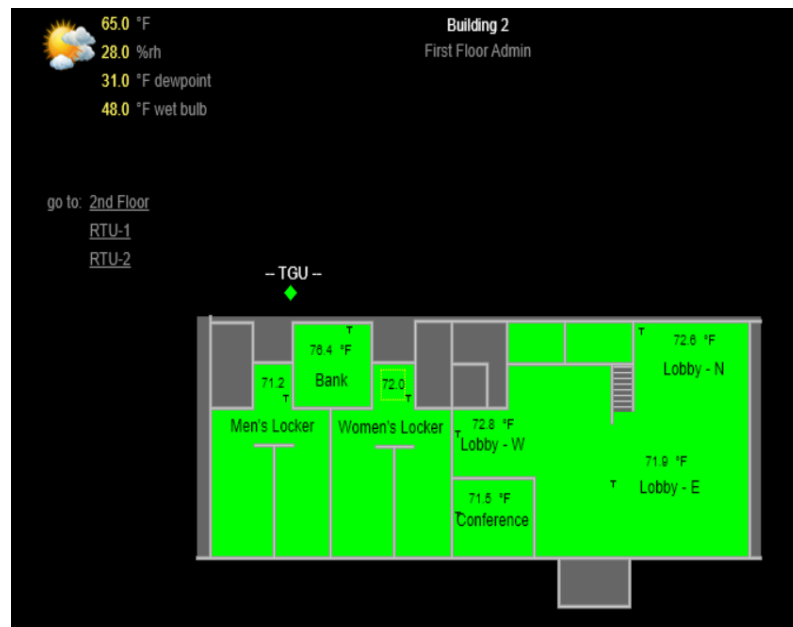 65.0 °F
28.0 %rh
31.0 °F dewpoint
48.0 °F wet bulb
Building 2
First Floor Admin
go to: 2nd Floor
RTU-1
RTU-2
-- TGU --
T
76.4 °F
Bank
71.2
T
Men's Locker
72.0
T
Women's Locker
72.8 °F
T
Lobby - W
71.5 °F
T
Conference
T
72.6 °F
Lobby - N
71.9 °F
T
Lobby - E